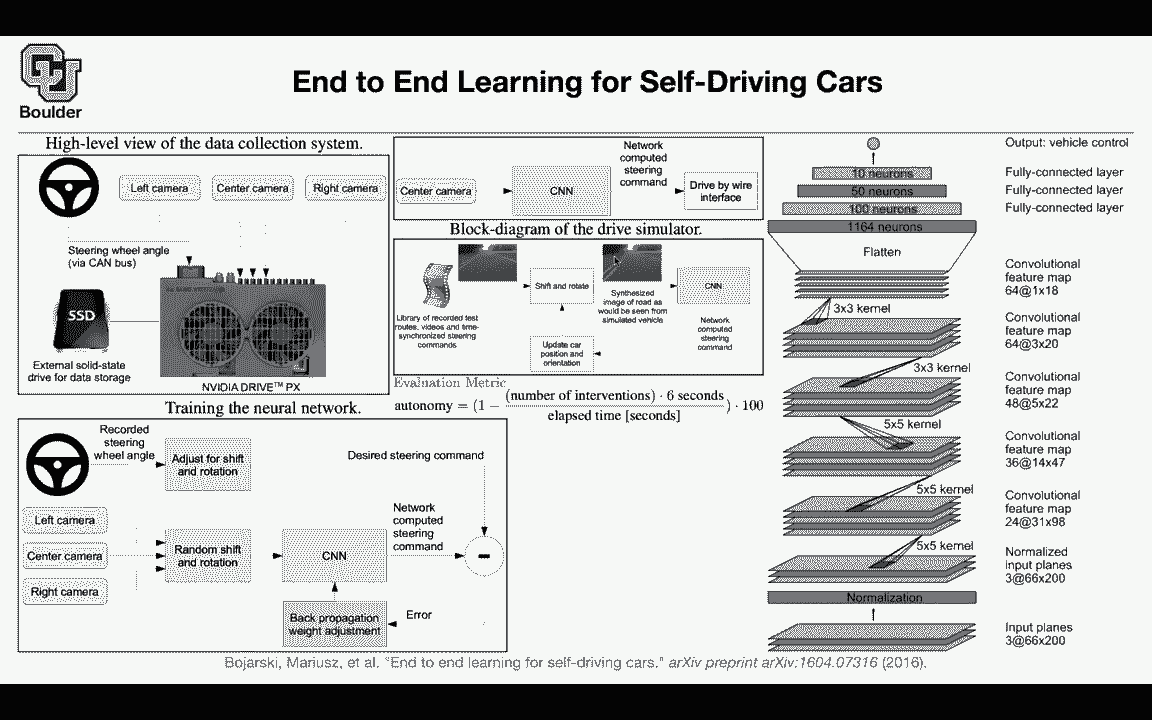 Boulder
End to End Learning for Self-Driving Cars
High-level view of the data collection system.
Left camera
Center camera
Right camera
Steering wheel angle
(via CAN bus)
SSD
External solid-state
drive for data storage
NVIDIA DRIVE™ PX
Training the neural network.
Recorded
steering
wheel angle
Adjust for shift
and rotation
Desired steering command
Left camera
Center camera
Right camera
Random shift
and rotation
CNN
Network
computed
steering
command
Back propagation
weight adjustment
Error
Center camera
CNN
Network
computed
steering
command
Drive by wire
interface
Block-diagram of the drive simulator.
Library of recorded test
routes, videos and time-
synchronized steering
commands
Shift and rotate
Update car
position and
orientation
Synthesized
image of road as
would be seen from
simulated vehicle
CNN
Network
computed
steering
command
Evaluation Metric
autonomy = (1 − (number of interventions) · 6 seconds / elapsed time [seconds]) · 100
Output: vehicle control
10 neurons
Fully-connected layer
50 neurons
Fully-connected layer
100 neurons
Fully-connected layer
1164 neurons
Flatten
Convolutional
feature map
64@1x18
3x3 kernel
Convolutional
feature map
64@3x20
3x3 kernel
Convolutional
feature map
48@5x22
5x5 kernel
Convolutional
feature map
36@14x47
5x5 kernel
Convolutional
feature map
24@31x98
5x5 kernel
Normalized
input planes
3@66x200
Normalization
Input planes
3@66x200
Bojarski, Mariusz, et al. "End to end learning for self-driving cars." arXiv preprint arXiv:1604.07316 (2016).